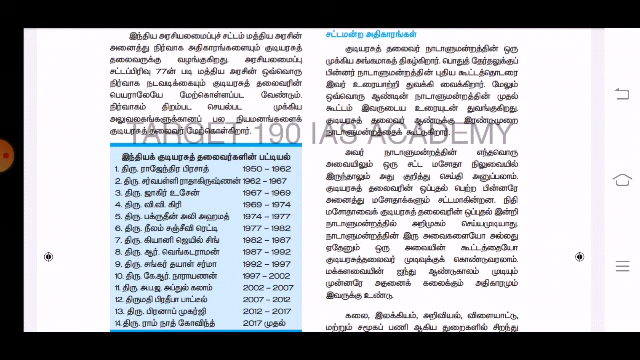 இந்திய அரசியலமைப்புச் சட்டம் மத்திய அரசின்
அனைத்து நிர்வாக அதிகாரங்களையும் குடியரசுத்
தலைவருக்கு வழங்குகிறது. அரசியலமைப்பு
சட்டப்பிரிவு 77ன் படி மத்திய அரசின் ஒவ்வொரு
நிர்வாக நடவடிக்கையும் குடியரசுத் தலைவரின்
பெயராலேயே மேற்கொள்ளப்பட வேண்டும்.
நிர்வாகம் திறம்பட செயல்பட முக்கிய
அலுவலகங்களுக்கானப் பல நியமனங்களைக்
குடியரசுத் தலைவர் மேற்கொள்கிறார்.
இந்தியக் குடியரசுத் தலைவர்களின் பட்டியல்
1. திரு. ராஜேந்திர பிரசாத் 1950 – 1962
2. திரு. சர்வபள்ளி ராதாகிருஷ்ணன் 1962 – 1967
3. திரு. ஜாகிர் உசேன் 1967 – 1969
4. திரு. வி.வி. கிரி 1969 – 1974
5. திரு. பக்ருதீன் அலி அஹமத் 1974 – 1977
6. திரு. நீலம் சஞ்சீவி ரெட்டி 1977 – 1982
7. திரு. கியானி ஜெயில் சிங் 1982 – 1987
8. திரு. ஆர். வெங்கடராமன் 1987 – 1992
9. திரு. சங்கர் தயாள் சர்மா 1992 – 1997
10. திரு. கே.ஆர். நாராயணன் 1997 – 2002
11. திரு அ.ப.ஜ. அப்துல் கலாம் 2002 – 2007
12. திருமதி பிரதீபா பாட்டீல் 2007 – 2012
13. திரு. பிரணாப் முகர்ஜி 2012 – 2017
14. திரு. ராம் நாத் கோவிந்த் 2017 முதல்
சட்டமன்ற அதிகாரங்கள்
குடியரசுத் தலைவர் நாடாளுமன்றத்தின் ஒரு
முக்கிய அங்கமாகத் திகழ்கிறார். பொதுத் தேர்தலுக்குப்
பின்னர் நாடாளுமன்றத்தின் புதிய கூட்டத்தொடரை
இவர் உரையாற்றி துவக்கி வைக்கிறார். மேலும்
ஒவ்வொரு ஆண்டின் நாடாளுமன்றத்தின் முதல்
கூட்டம் இவருடைய உரையுடன் துவங்குகிறது.
குடியரசுத் தலைவர் ஆண்டுக்கு இரண்டுமுறை
நாடாளுமன்றத்தைக் கூட்டுகிறார்.
TARGET 190 IAS ACADEMY
அவர் நாடாளுமன்றத்தின் எந்தவொரு
அவையிலும் ஒரு சட்ட மசோதா நிலுவையில்
இருந்தாலும் அது குறித்து செய்தி அனுப்பலாம்.
குடியரசுத் தலைவரின் ஒப்புதல் பெற்ற பின்னரே
அனைத்து மசோதாக்களும் சட்டமாகின்றன. நிதி
மசோதாவைக் குடியரசுத் தலைவரின் ஒப்புதல் இன்றி
நாடாளுமன்றத்தில் அறிமுகம் செய்யமுடியாது.
நாடாளுமன்றத்தின் இரு அவைகளையோ அல்லது
ஏதேனும் ஒரு அவையின் கூட்டத்தையோ
குடியரசுத்தலைவர் முடிவுக்குக் கொண்டுவரலாம்.
மக்களவையின் ஐந்து ஆண்டுகாலம் முடியும்
முன்னரே அதனைக் கலைக்கும் அதிகாரமும்
இவருக்கு உண்டு.
கலை, இலக்கியம், அறிவியல், விளையாட்டு,
மற்றும் சமூகப் பணி ஆகிய துறைகளில் சிறந்து